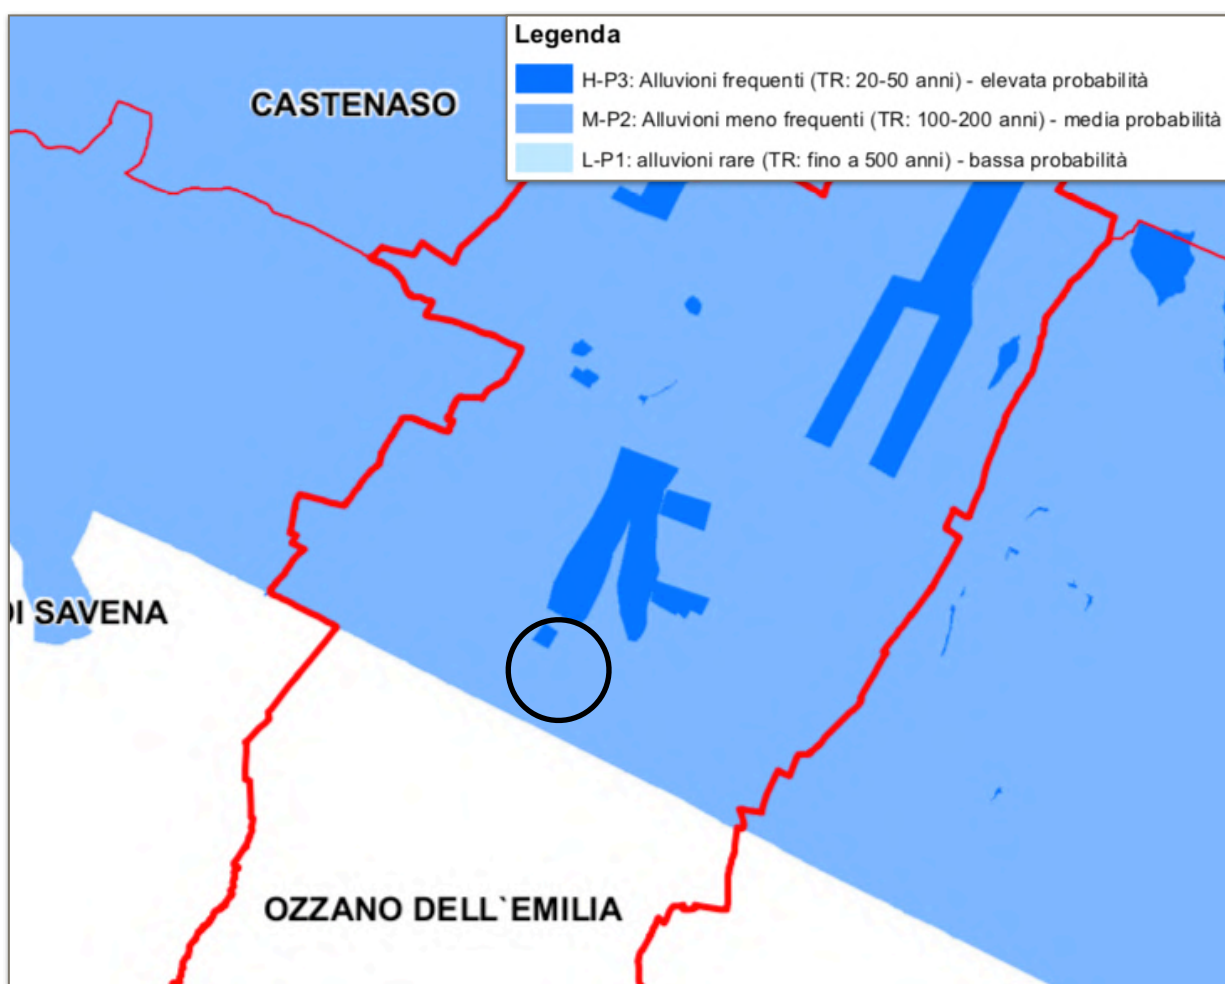 Legenda
H-P3: Alluvioni frequenti (TR: 20-50 anni) - elevata probabilità
M-P2: Alluvioni meno frequenti (TR: 100-200 anni) - media probabilità
L-P1: alluvioni rare (TR: fino a 500 anni) - bassa probabilità
CASTENASO
DI SAVENA
OZZANO DELL`EMILIA